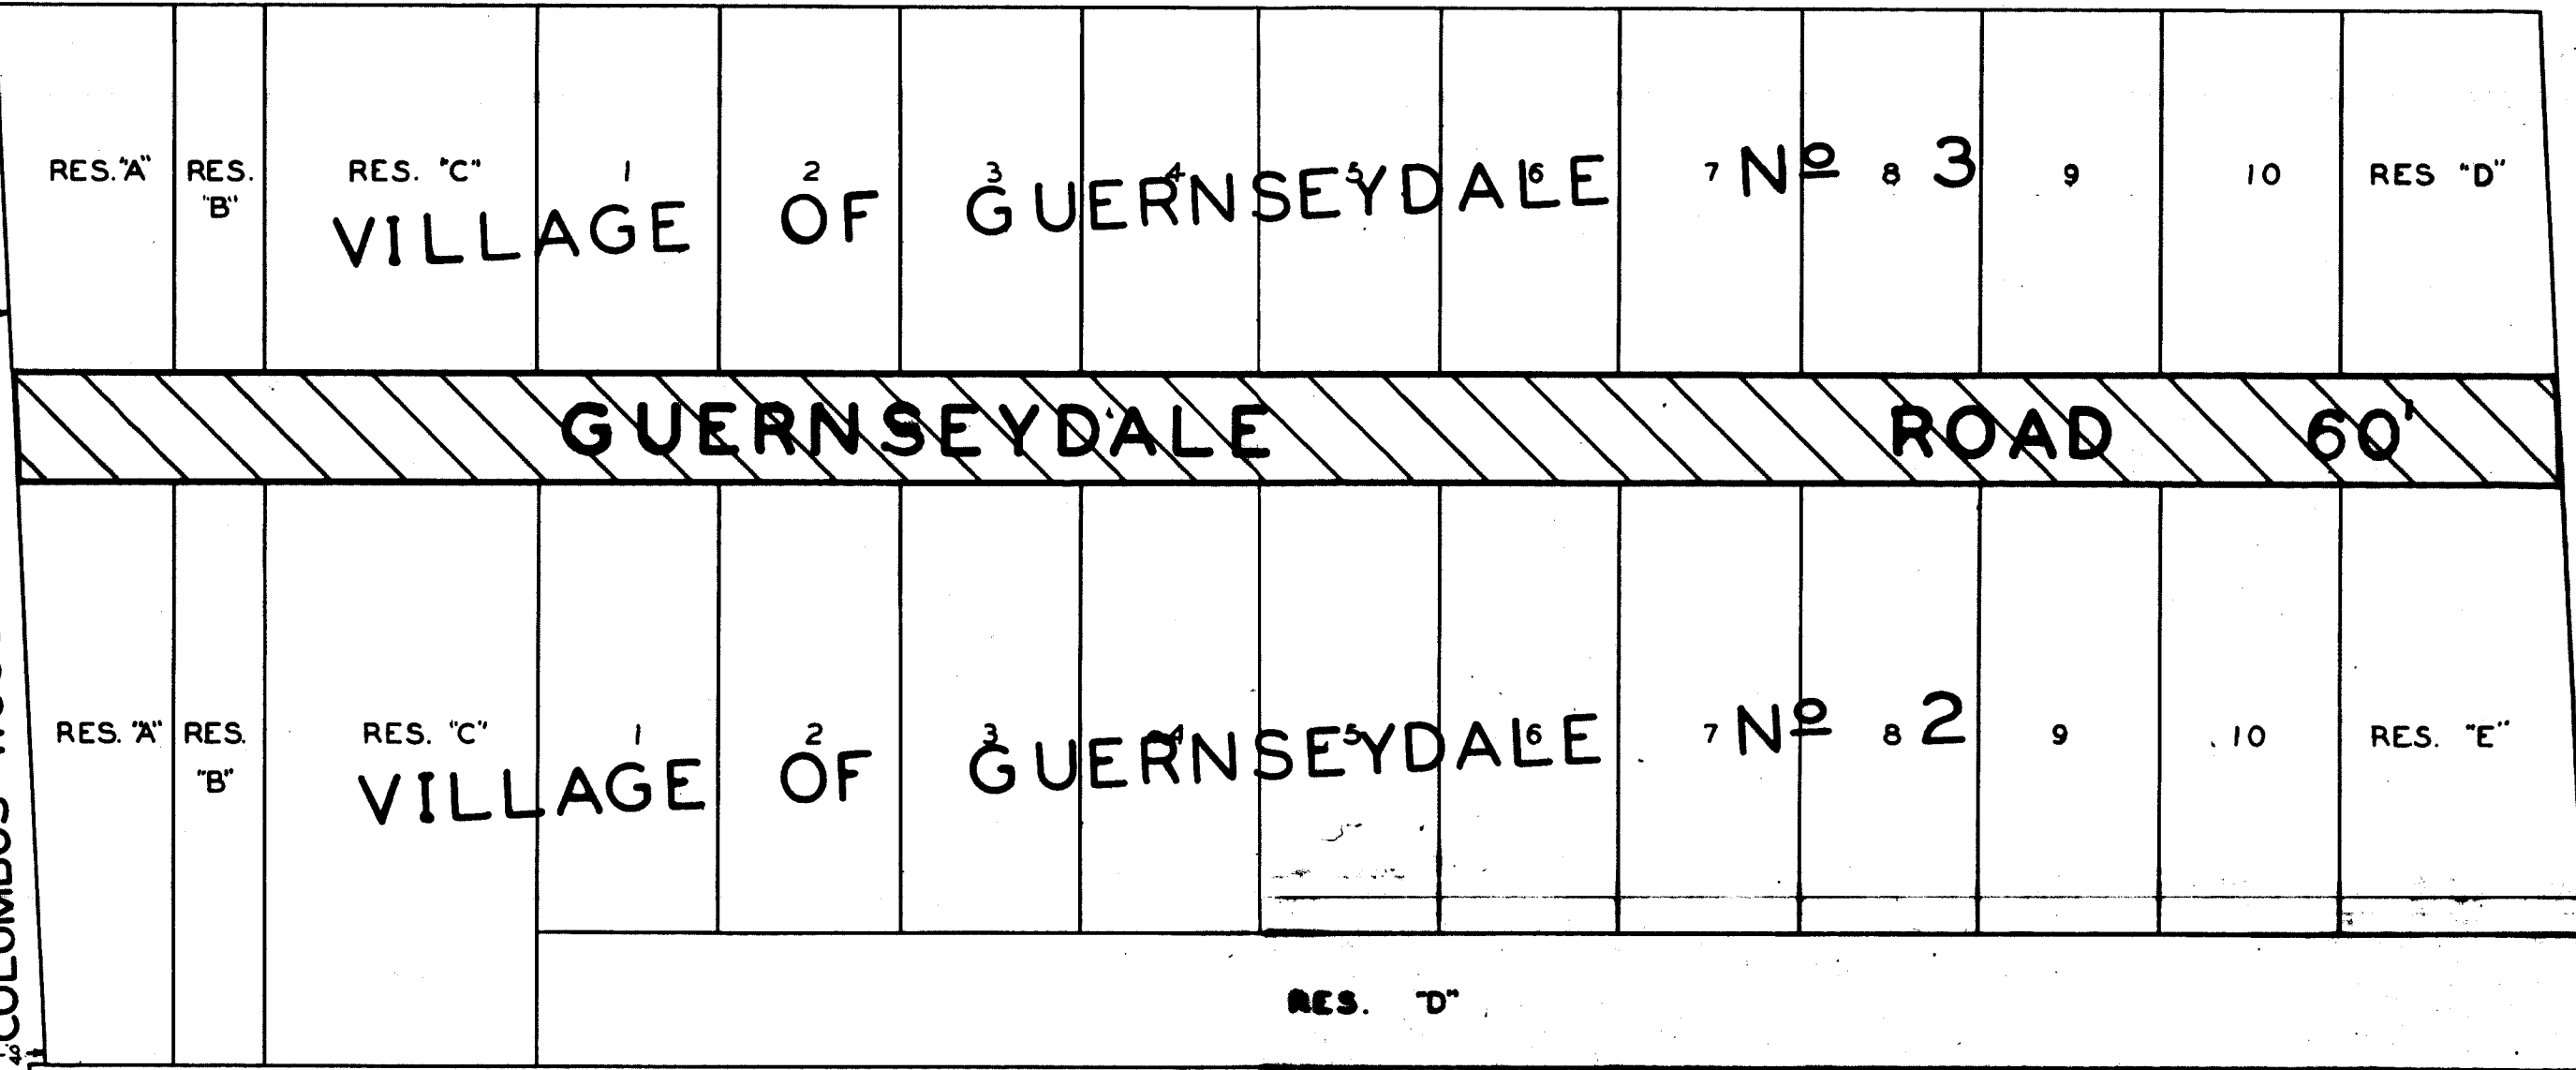 RES. "A" RES. "B" RES. "C" 1 2 3 4 5 6 7 8 9 10 RES "D"
VILLAGE OF GUERNSEYDALE Nº 3
GUERNSEYDALE ROAD 60'
RES. "A" RES. "B" RES. "C" 1 2 3 4 5 6 7 8 9 10 RES. "E"
VILLAGE OF GUERNSEYDALE Nº 2
RES. "D"
COLUMBUS